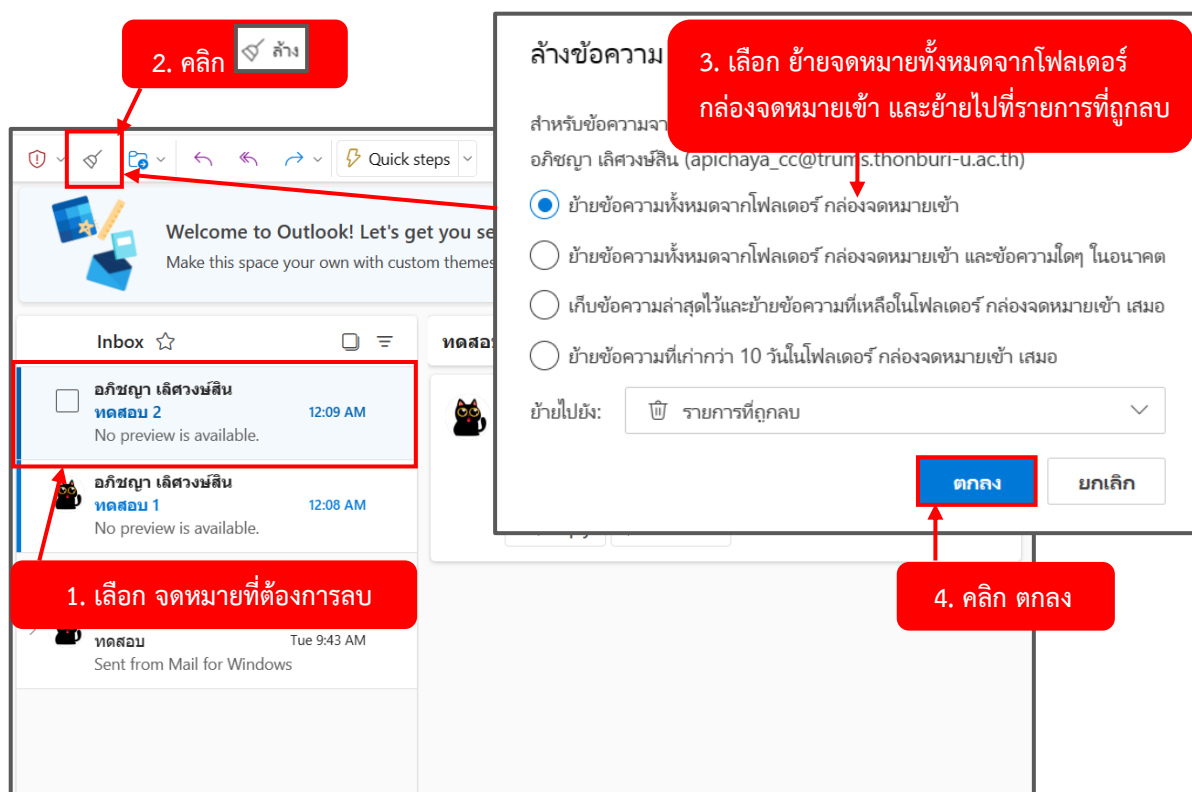 2. คลิก ล้าง
ล้างข้อความ
3. เลือก ย้ายจดหมายทั้งหมดจากโฟลเดอร์
กล่องจดหมายเข้า และย้ายไปที่รายการที่ถูกลบ
สำหรับข้อความจา
อภิชญา เลิศวงษ์สิน (apichaya_cc@trums.thonburi-u.ac.th)
Quick steps
Welcome to Outlook! Let's get you se
Make this space your own with custom themes
ย้ายข้อความทั้งหมดจากโฟลเดอร์ กล่องจดหมายเข้า
ย้ายข้อความทั้งหมดจากโฟลเดอร์ กล่องจดหมายเข้า และข้อความใดๆ ในอนาคต
เก็บข้อความล่าสุดไว้และย้ายข้อความที่เหลือในโฟลเดอร์ กล่องจดหมายเข้า เสมอ
ย้ายข้อความที่เก่ากว่า 10 วันในโฟลเดอร์ กล่องจดหมายเข้า เสมอ
ย้ายไปยัง: รายการที่ถูกลบ
ตกลง ยกเลิก
Inbox
ทดสอ
อภิชญา เลิศวงษ์สิน
ทดสอบ 2 12:09 AM
No preview is available.
อภิชญา เลิศวงษ์สิน
ทดสอบ 1 12:08 AM
No preview is available.
1. เลือก จดหมายที่ต้องการลบ
4. คลิก ตกลง
ทดสอบ Tue 9:43 AM
Sent from Mail for Windows